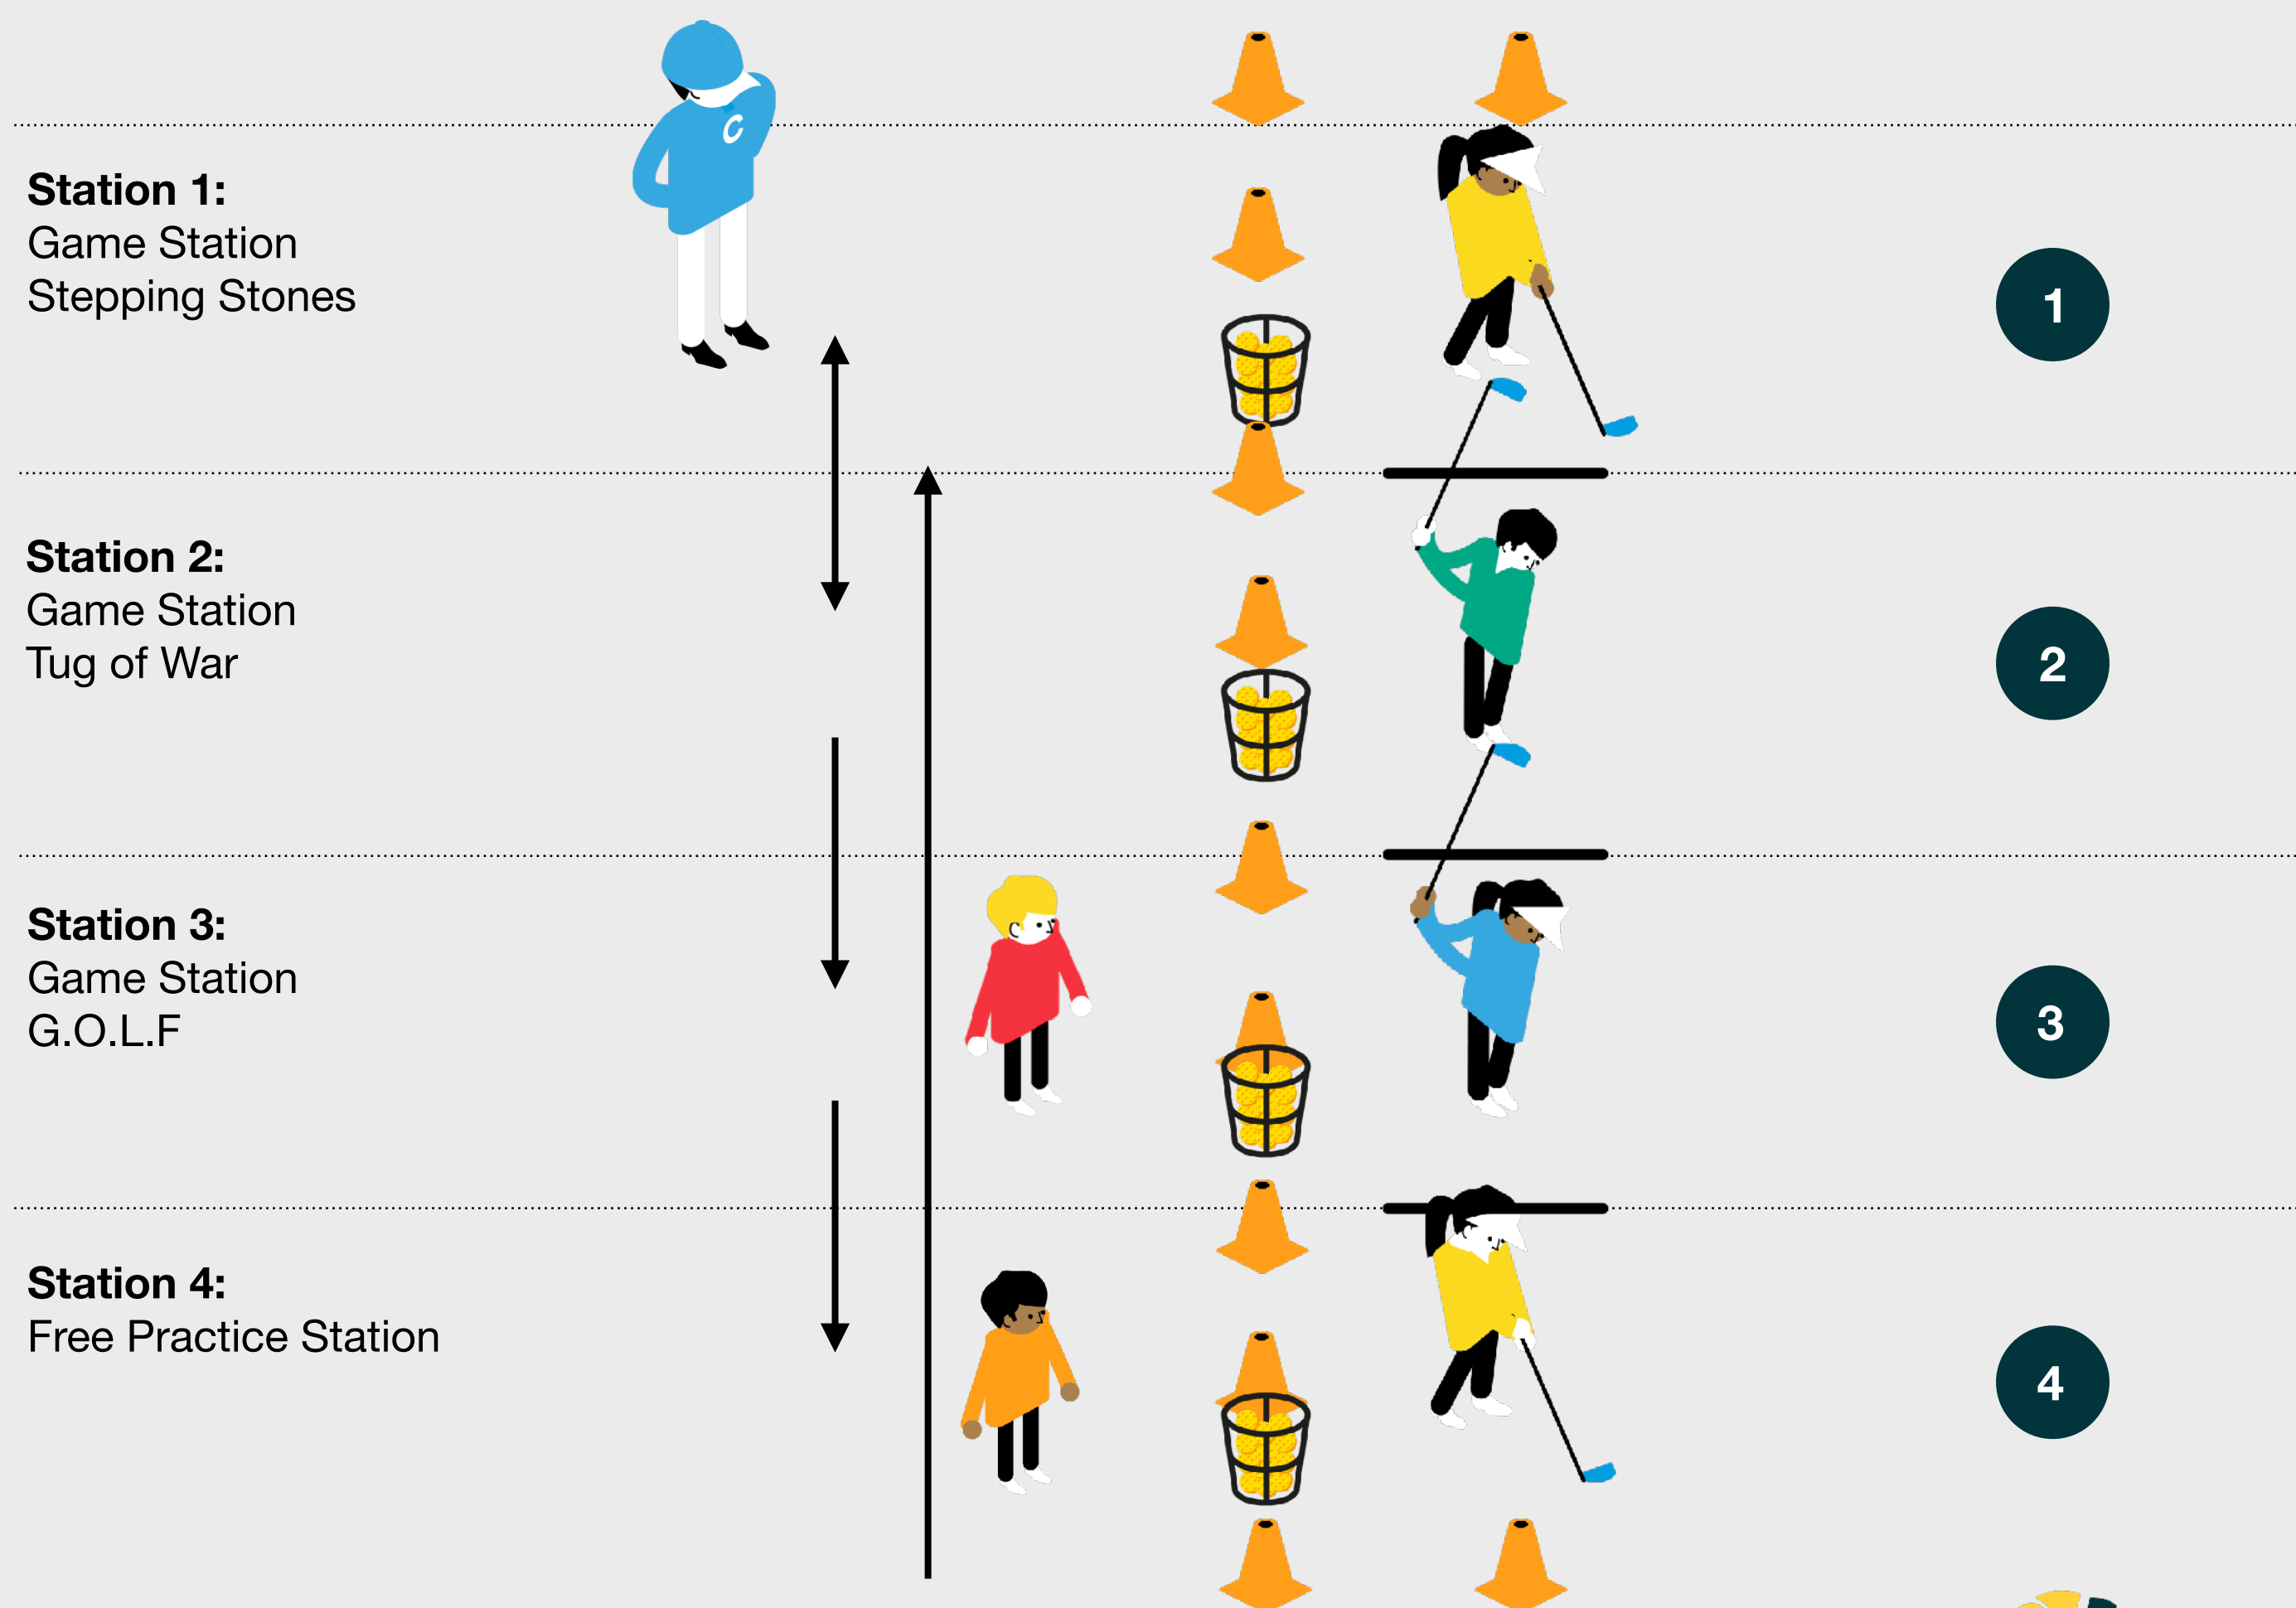 C
Station 1:
Game Station
Stepping Stones
1
Station 2:
Game Station
Tug of War
2
Station 3:
Game Station
G.O.L.F
3
Station 4:
Free Practice Station
4